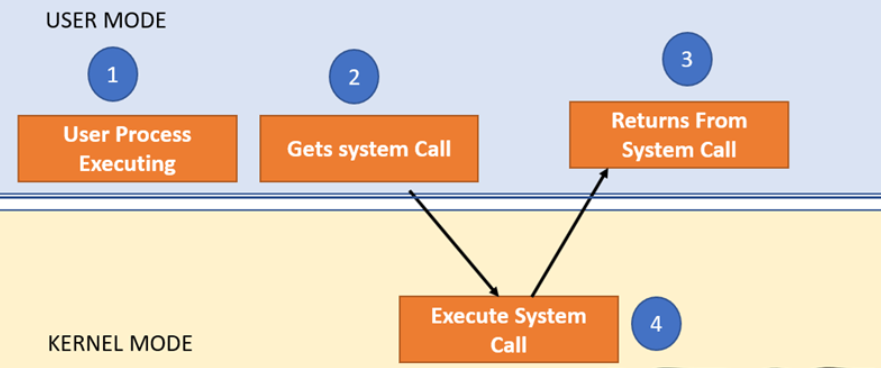 USER MODE
1
2
3
User Process
Executing
Gets system Call
Returns From
System Call
Execute System
Call
4
KERNEL MODE